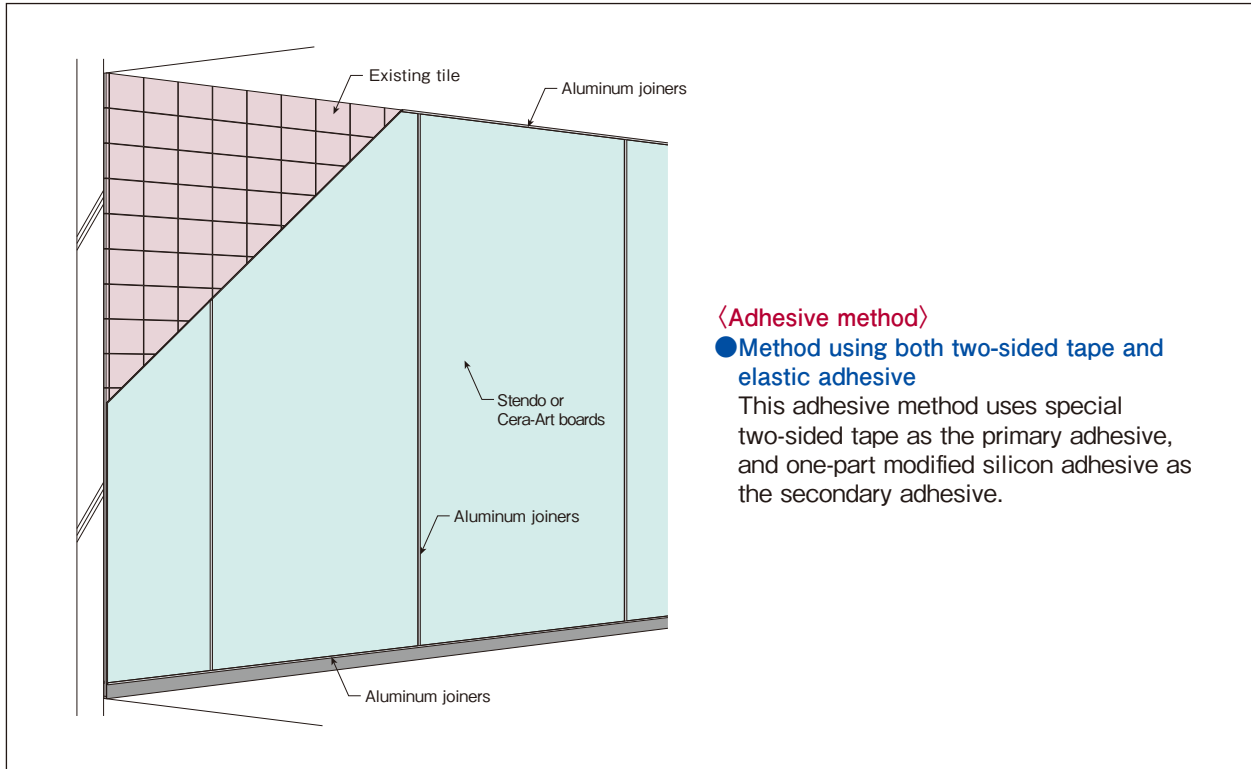 Existing tile
Aluminum joiners
Stendo or
Cera-Art boards
Aluminum joiners
Aluminum joiners
〈Adhesive method〉
●Method using both two-sided tape and
elastic adhesive
This adhesive method uses special
two-sided tape as the primary adhesive,
and one-part modified silicon adhesive as
the secondary adhesive.